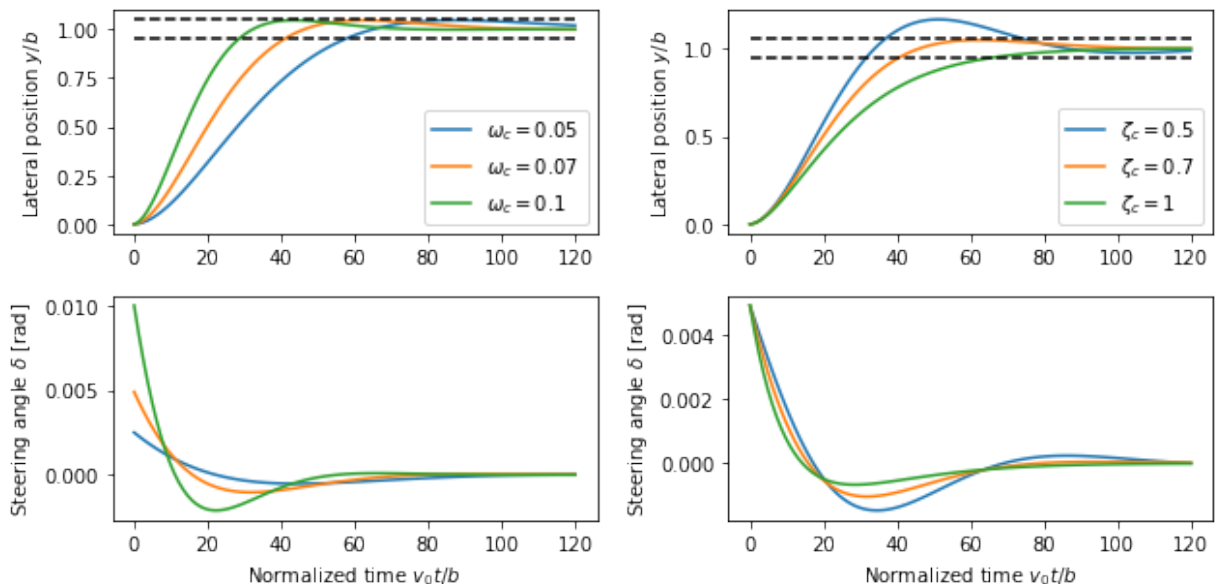 Lateral position y/b
1.00
0.75
0.50
0.25
0.00
0 20 40 60 80 100 120
ω_c = 0.05
ω_c = 0.07
ω_c = 0.1
Lateral position y/b
1.0
0.5
0.0
0 20 40 60 80 100 120
ζ_c = 0.5
ζ_c = 0.7
ζ_c = 1
Steering angle δ [rad]
0.010
0.005
0.000
0 20 40 60 80 100 120
Normalized time v₀t/b
Steering angle δ [rad]
0.004
0.002
0.000
0 20 40 60 80 100 120
Normalized time v₀t/b